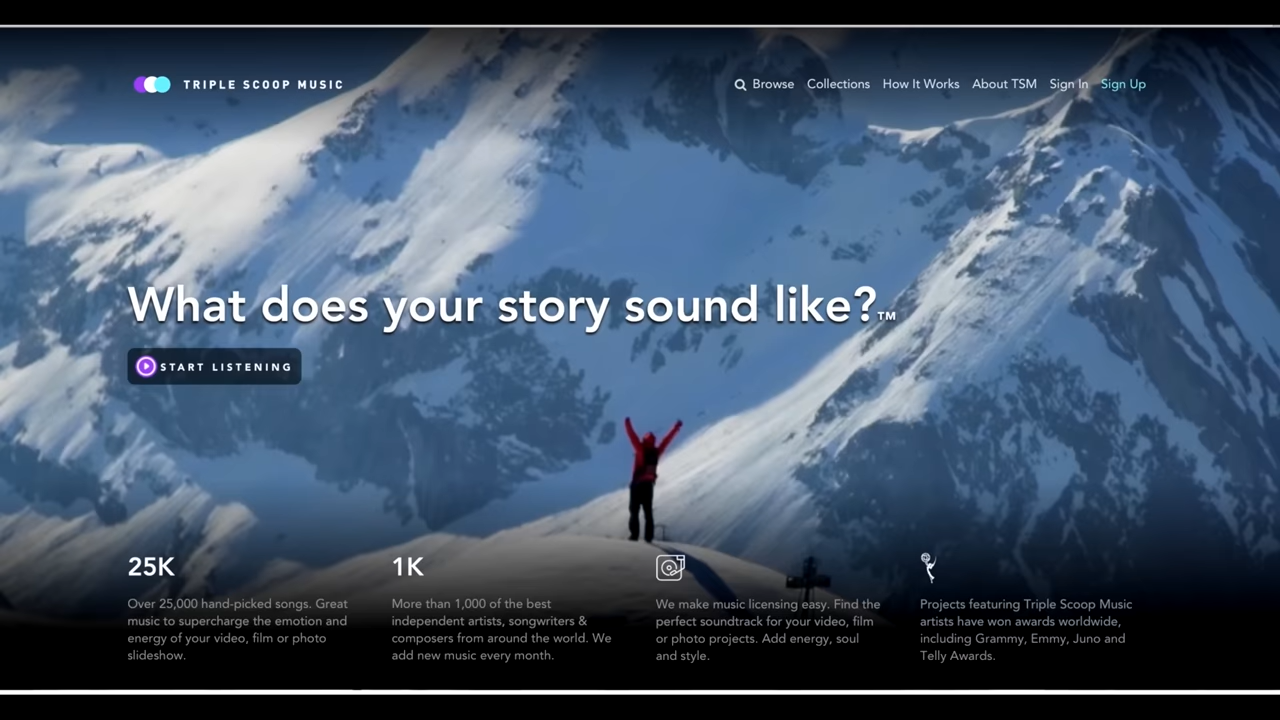 TRIPLE SCOOP MUSIC
Browse Collections How It Works About TSM Sign In Sign Up
What does your story sound like?™
START LISTENING
25K
Over 25,000 hand-picked songs. Great
music to supercharge the emotion and
energy of your video, film or photo
slideshow.
1K
More than 1,000 of the best
independent artists, songwriters &
composers from around the world. We
add new music every month.
We make music licensing easy. Find the
perfect soundtrack for your video, film
or photo projects. Add energy, soul
and style.
Projects featuring Triple Scoop Music
artists have won awards worldwide,
including Grammy, Emmy, Juno and
Telly Awards.